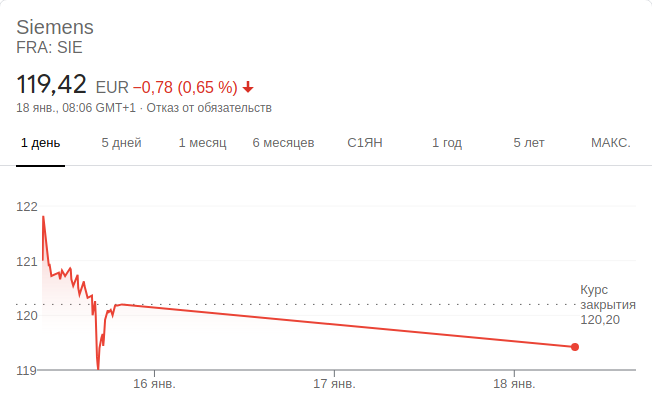 Siemens
FRA: SIE
119,42 EUR −0,78 (0,65 %)
18 янв., 08:06 GMT+1 · Отказ от обязательств
1 день 5 дней 1 месяц 6 месяцев С1ЯН 1 год 5 лет МАКС.
122
121
120
119
Курс
закрытия
120,20
16 янв. 17 янв. 18 янв.